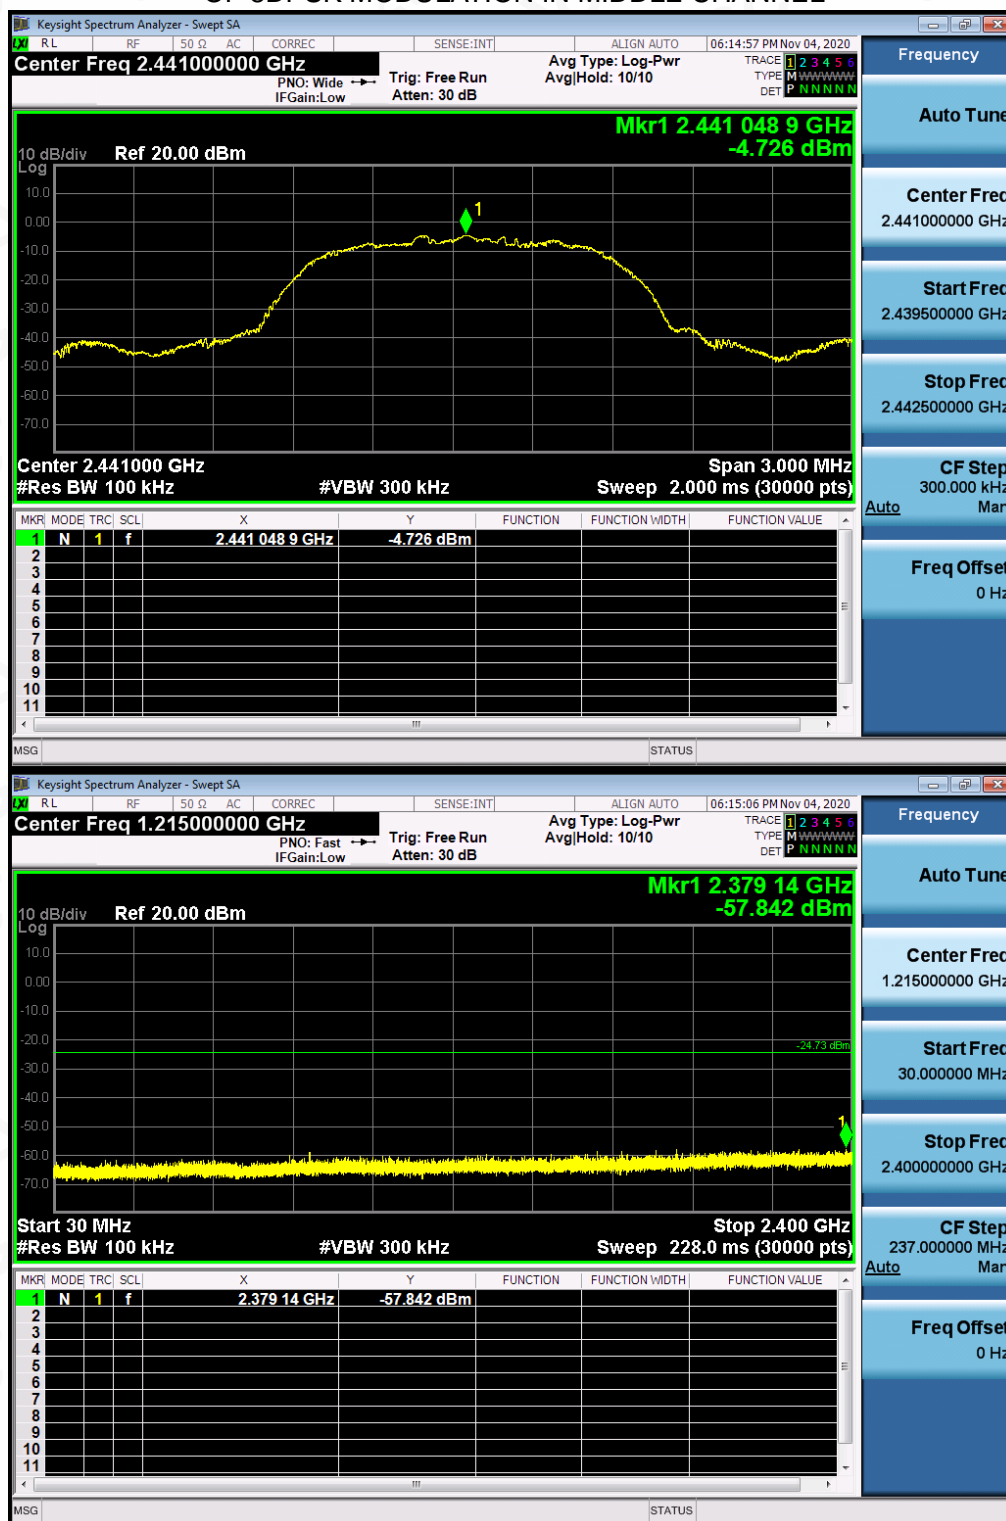 OF 8DPSK MODULATION IN MIDDLE CHANNEL
Keysight Spectrum Analyzer - Swept SA
LXI RL RF 50 Ω AC CORREC SENSE:INT ALIGN AUTO 06:14:57 PM Nov 04, 2020
Center Freq 2.441000000 GHz
PNO: Wide
IFGain:Low
Trig: Free Run
Atten: 30 dB
Avg Type: Log-Pwr
Avg|Hold: 10/10
TRACE 1 2 3 4 5 6
TYPE M WWWWW
DET P N N N N N
Mkr1 2.441 048 9 GHz
-4.726 dBm
10 dB/div Ref 20.00 dBm
Log
10.0
0.00
-10.0
-20.0
-30.0
-40.0
-50.0
-60.0
-70.0
1
Center 2.441000 GHz Span 3.000 MHz
#Res BW 100 kHz #VBW 300 kHz Sweep 2.000 ms (30000 pts)
MKR MODE TRC SCL X Y FUNCTION FUNCTION WIDTH FUNCTION VALUE
1 N 1 f 2.441 048 9 GHz -4.726 dBm
2
3
4
5
6
7
8
9
10
11
MSG STATUS
Frequency
Auto Tune
Center Freq
2.441000000 GHz
Start Freq
2.439500000 GHz
Stop Freq
2.442500000 GHz
CF Step
300.000 kHz
Auto Man
Freq Offset
0 Hz
Keysight Spectrum Analyzer - Swept SA
LXI RL RF 50 Ω AC CORREC SENSE:INT ALIGN AUTO 06:15:06 PM Nov 04, 2020
Center Freq 1.215000000 GHz
PNO: Fast
IFGain:Low
Trig: Free Run
Atten: 30 dB
Avg Type: Log-Pwr
Avg|Hold: 10/10
TRACE 1 2 3 4 5 6
TYPE M WWWWW
DET P N N N N N
Mkr1 2.379 14 GHz
-57.842 dBm
10 dB/div Ref 20.00 dBm
Log
10.0
0.00
-10.0
-20.0
-30.0
-40.0
-50.0
-60.0
-70.0
-24.73 dBm
1
Start 30 MHz Stop 2.400 GHz
#Res BW 100 kHz #VBW 300 kHz Sweep 228.0 ms (30000 pts)
MKR MODE TRC SCL X Y FUNCTION FUNCTION WIDTH FUNCTION VALUE
1 N 1 f 2.379 14 GHz -57.842 dBm
2
3
4
5
6
7
8
9
10
11
MSG STATUS
Frequency
Auto Tune
Center Freq
1.215000000 GHz
Start Freq
30.000000 MHz
Stop Freq
2.400000000 GHz
CF Step
237.000000 MHz
Auto Man
Freq Offset
0 Hz